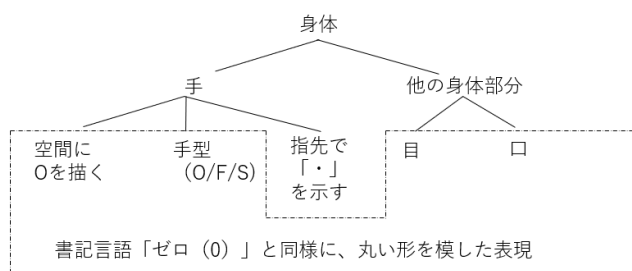 身体
手
他の身体部分
空間に
Oを描く
手型
（O/F/S）
指先で
「・」
を示す
目
口
書記言語「ゼロ（0）」と同様に、丸い形を模した表現